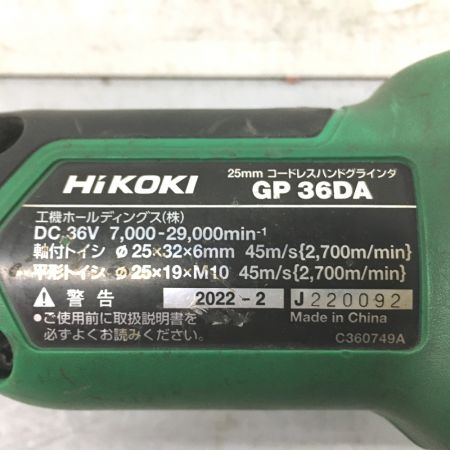 HiKOKI
25mm コードレスハンドグラインダ
GP 36DA
工機ホールディングス(株)
DC 36V 7,000-29,000min⁻¹
軸付トイシ ø25×32×6mm 45m/s{2,700m/min}
平形トイシ ø25×19×M10 45m/s{2,700m/min}
警告 2022-2 J220092
●ご使用前に取扱説明書を Made in China
必ずよくお読みください。 C360749A